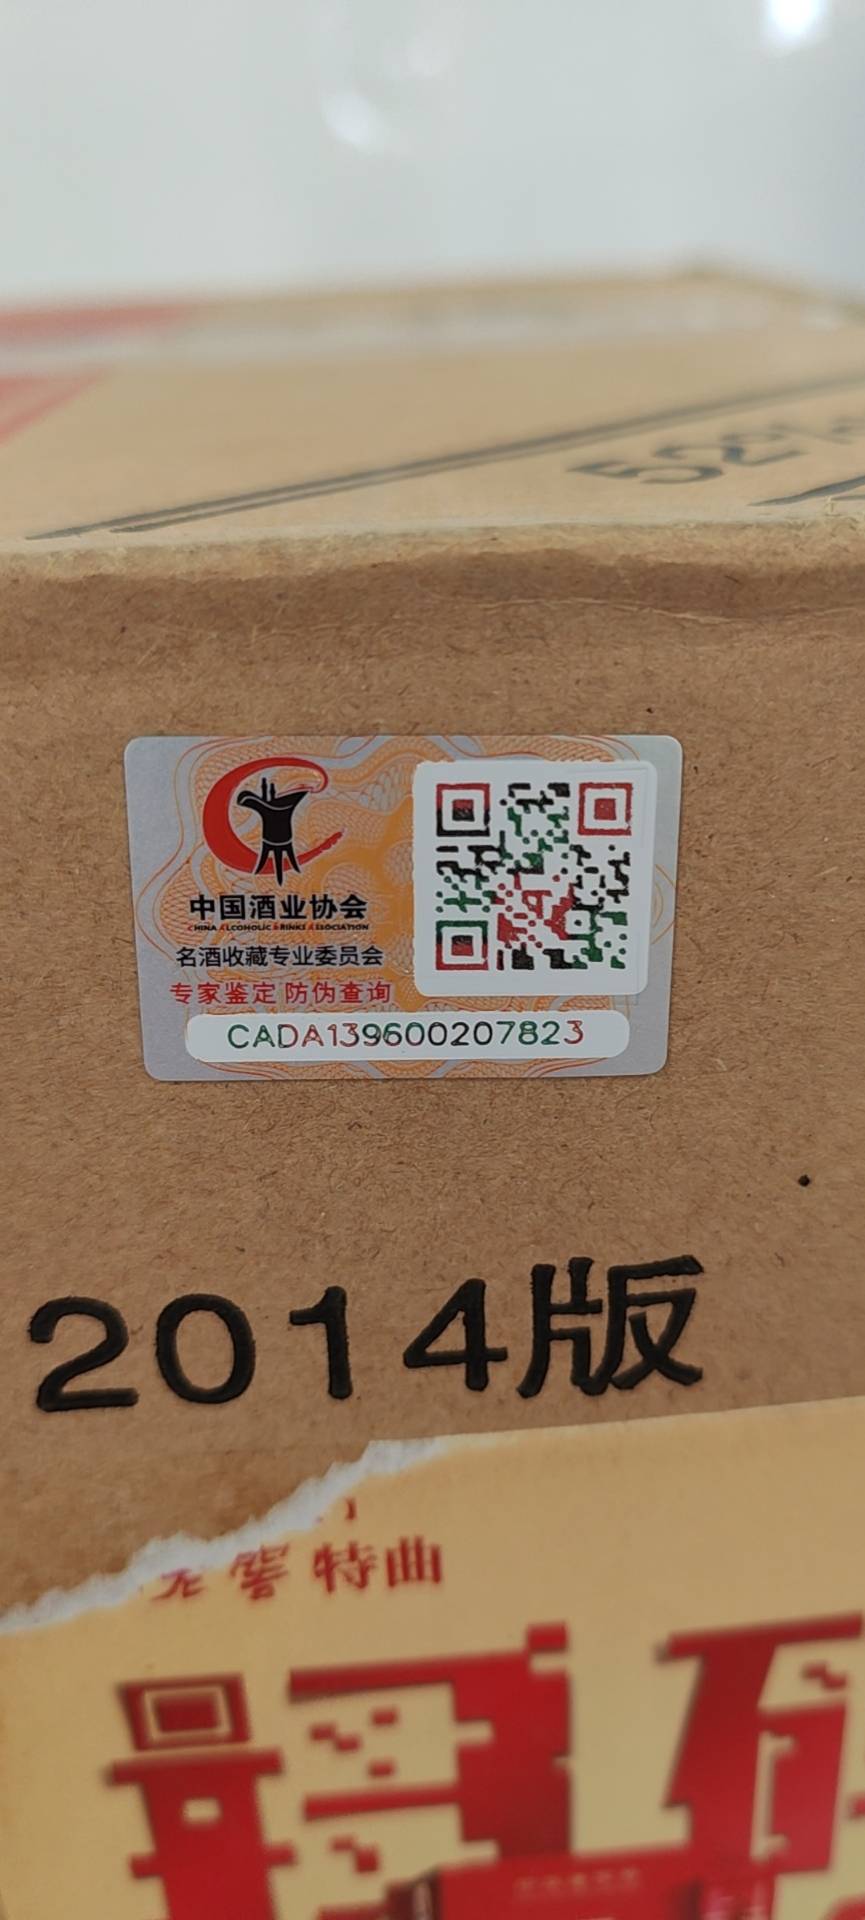 52%
中国酒业协会
CHINA ALCOHOLIC DRINKS ASSOCIATION
名酒收藏专业委员会
专家鉴定 防伪查询
CADA139600207823
2014版
老窖特曲